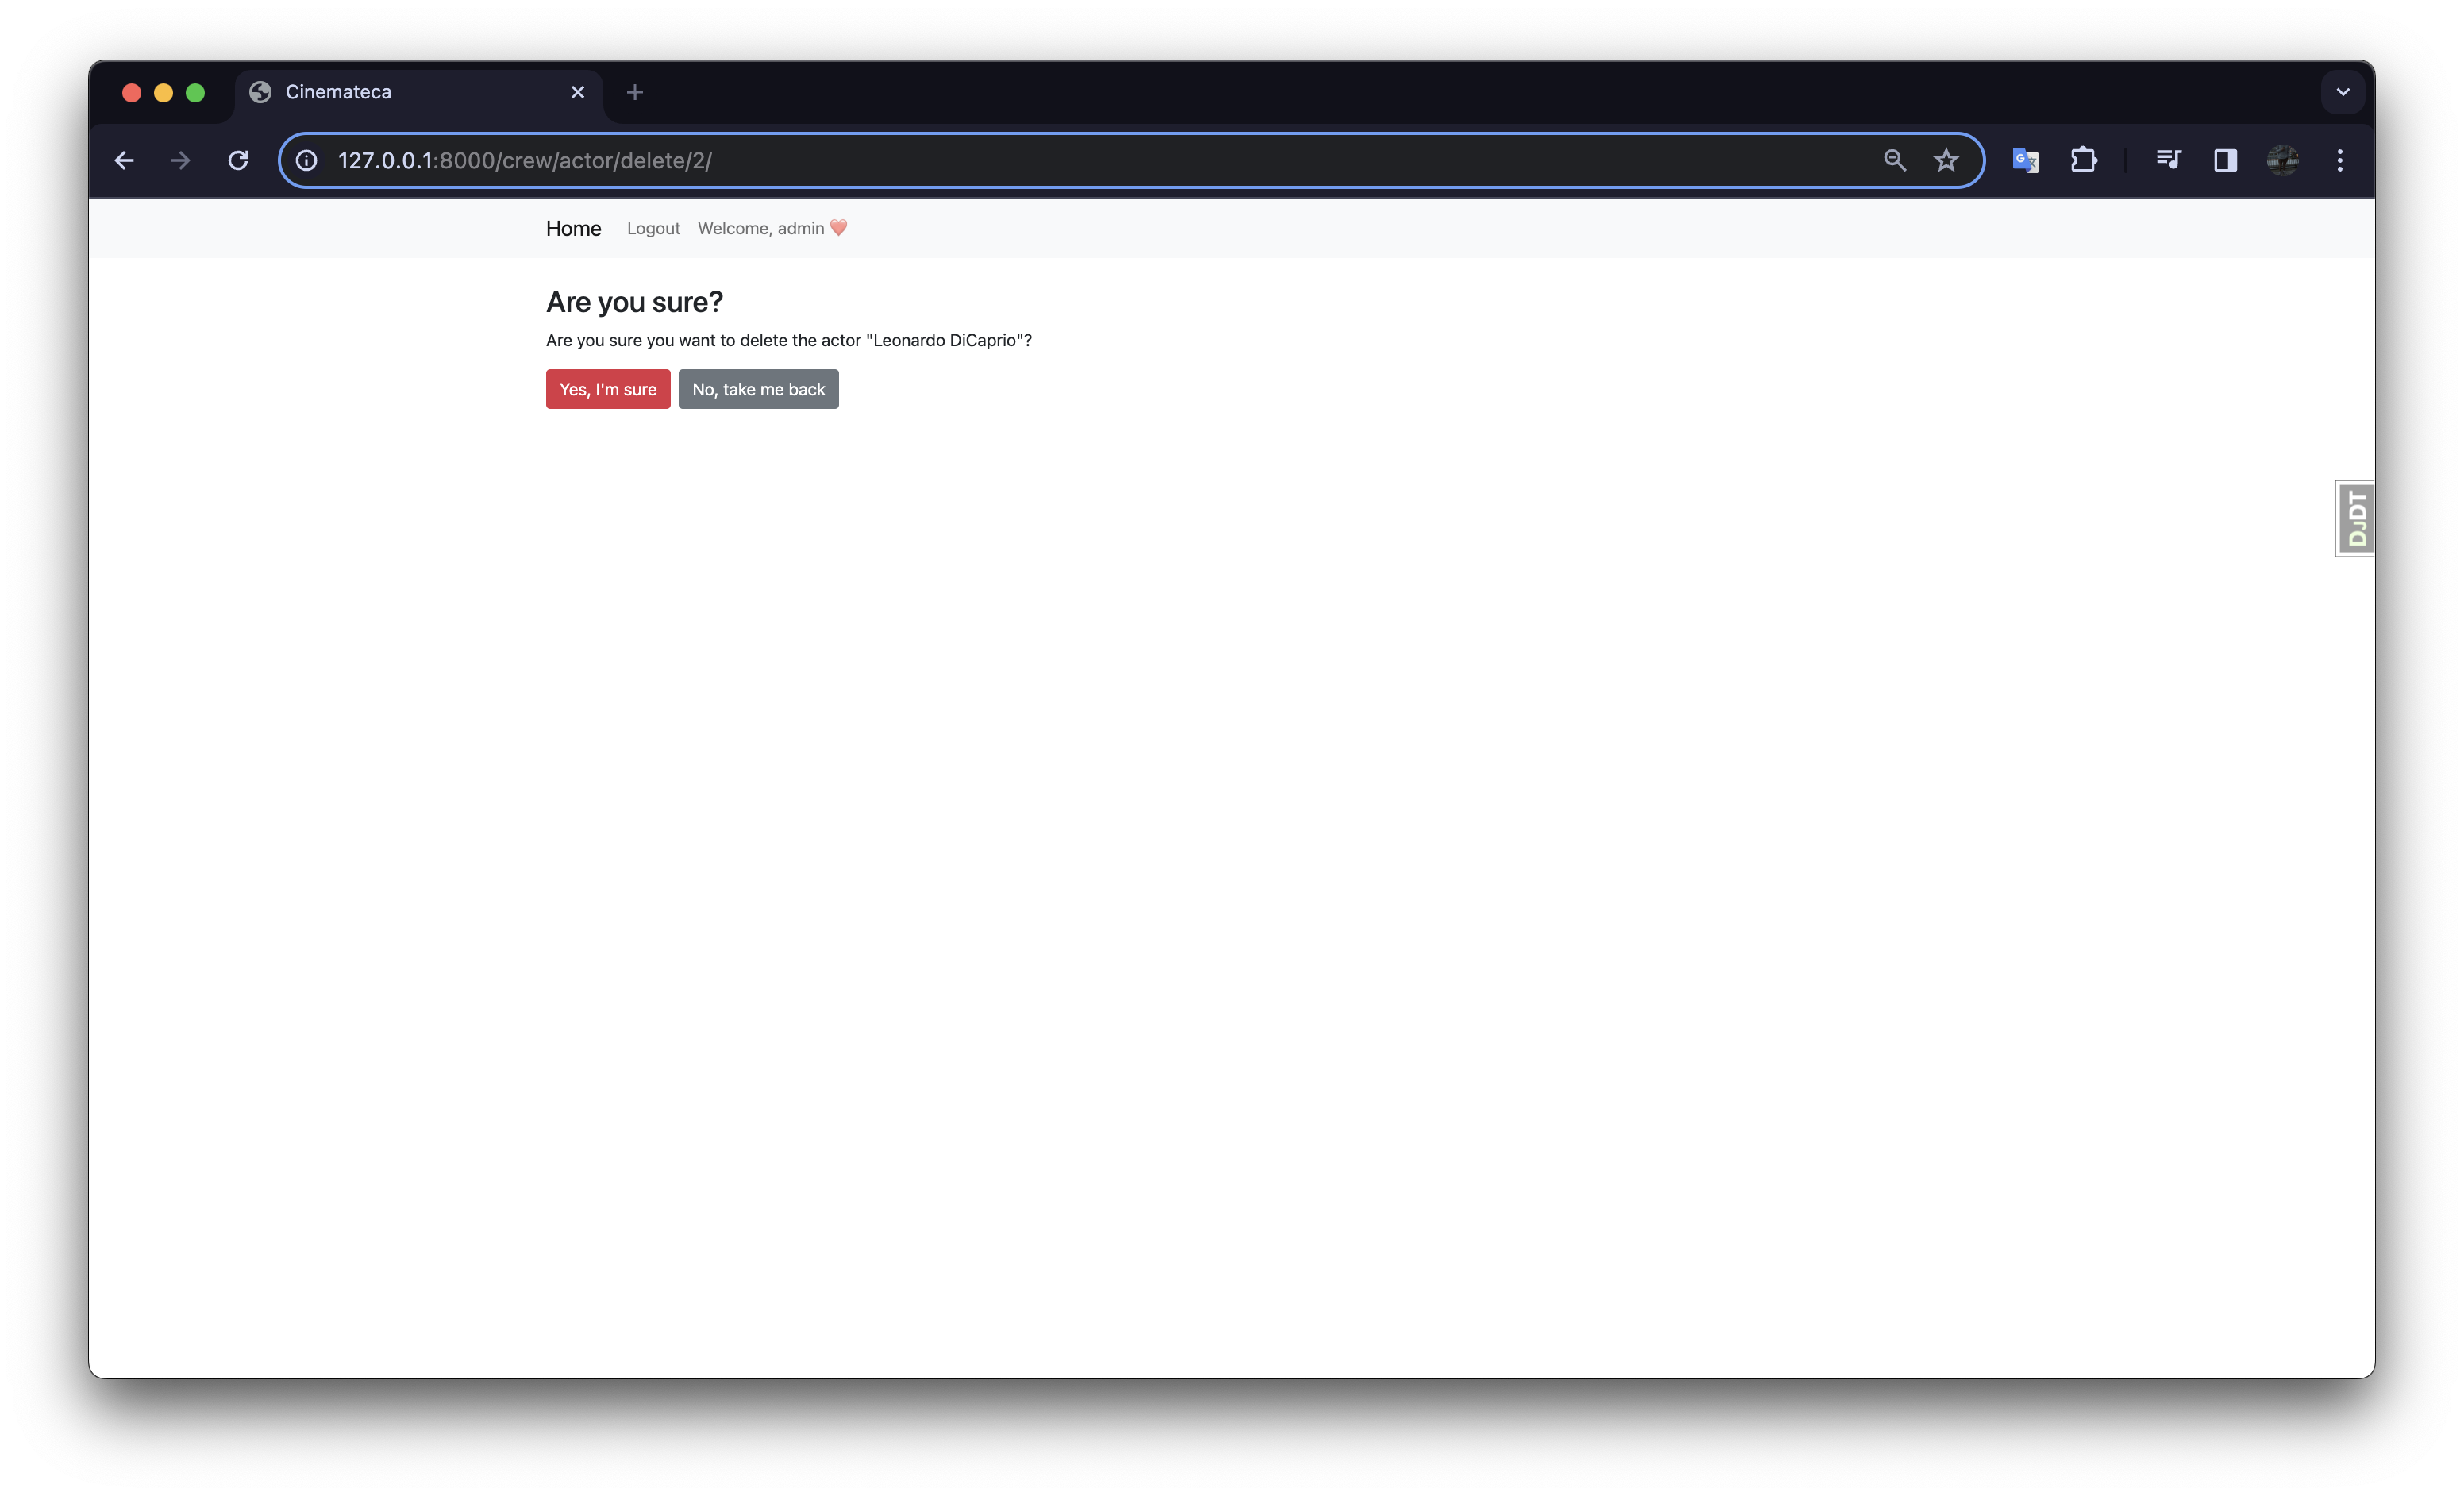 Cinemateca
127.0.0.1:8000/crew/actor/delete/2/
Home Logout Welcome, admin
Are you sure?
Are you sure you want to delete the actor "Leonardo DiCaprio"?
Yes, I'm sure No, take me back
DJDT